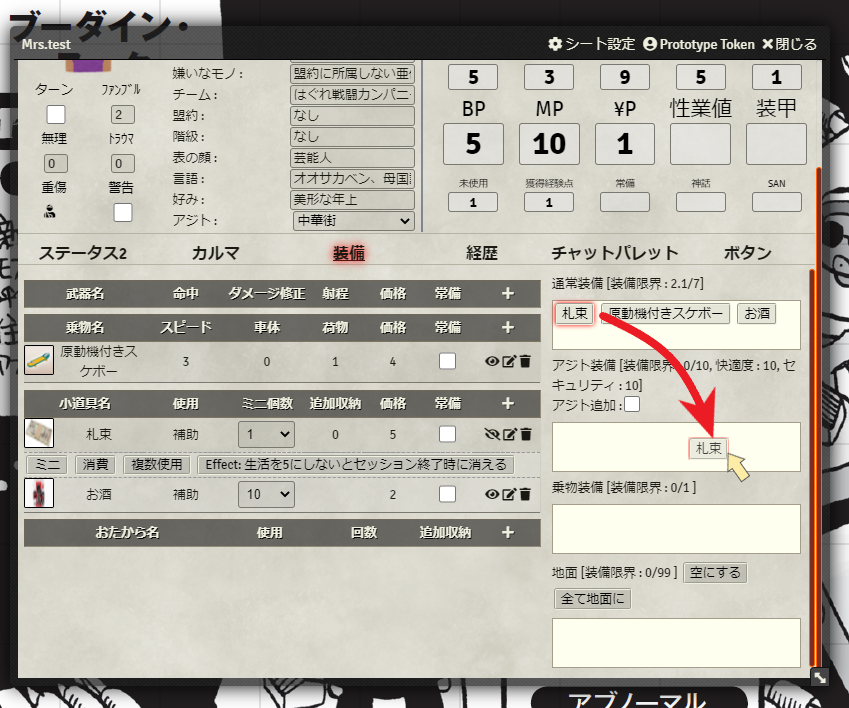 ブーダイン・
Mrs.test
シート設定 Prototype Token 閉じる
ターン ﾌｧﾝﾌﾞﾙ
2
無理 ﾄﾗｳﾏ
0 0
重傷 警告
嫌いなモノ : 盟約に所属しない亜
チーム : はぐれ戦闘カンパニ
盟約 : なし
階級 : なし
表の顔 : 芸能人
言語 : オオサカベン、母国
好み : 美形な年上
アジト : 中華街
5 3 9 5 1
BP MP ¥P 性業値 装甲
5 10 1
未使用 獲得経験点 常備 神話 SAN
1 1
ステータス2 カルマ 装備 経歴 チャットパレット ボタン
武器名 命中 ダメージ修正 射程 価格 常備 +
乗物名 スピード 車体 荷物 価格 常備 +
原動機付きス
ケボー 3 0 1 4
小道具名 使用 ミニ個数 追加収納 価格 常備 +
札束 補助 1 0 5
ミニ 消費 複数使用 Effect: 生活を5にしないとセッション終了時に消える
お酒 補助 10 2
おたから名 使用 回数 追加収納 +
通常装備 [装備限界 : 2.1/7]
札束 原動機付きスケボー お酒
アジト装備 [装備限界 : 0/10, 快適度 : 10, セ
キュリティ : 10]
アジト追加 :
札束
乗物装備 [装備限界 : 0/1 ]
地面 [装備限界 : 0/99 ] 空にする
全て地面に
アブノーマル